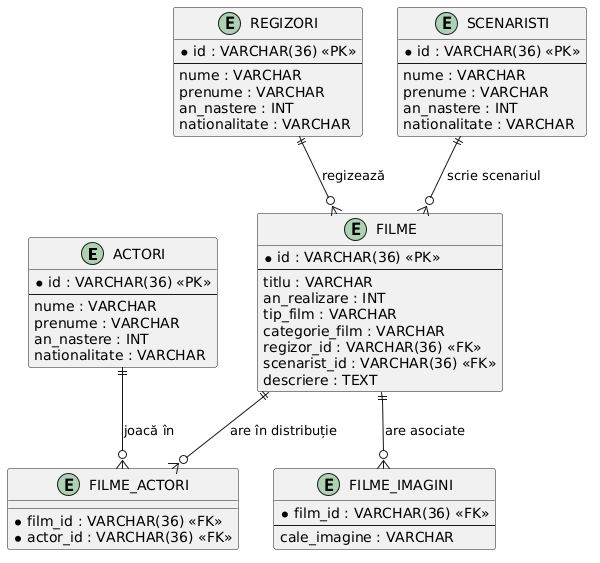 E REGIZORI
* id : VARCHAR(36) «PK»
nume : VARCHAR
prenume : VARCHAR
an_nastere : INT
nationalitate : VARCHAR
E SCENARISTI
* id : VARCHAR(36) «PK»
nume : VARCHAR
prenume : VARCHAR
an_nastere : INT
nationalitate : VARCHAR
regizează
scrie scenariul
E ACTORI
* id : VARCHAR(36) «PK»
nume : VARCHAR
prenume : VARCHAR
an_nastere : INT
nationalitate : VARCHAR
E FILME
* id : VARCHAR(36) «PK»
titlu : VARCHAR
an_realizare : INT
tip_film : VARCHAR
categorie_film : VARCHAR
regizor_id : VARCHAR(36) «FK»
scenarist_id : VARCHAR(36) «FK»
descriere : TEXT
joacă în
are în distribuție
are asociate
E FILME_ACTORI
* film_id : VARCHAR(36) «FK»
* actor_id : VARCHAR(36) «FK»
E FILME_IMAGINI
* film_id : VARCHAR(36) «FK»
cale_imagine : VARCHAR